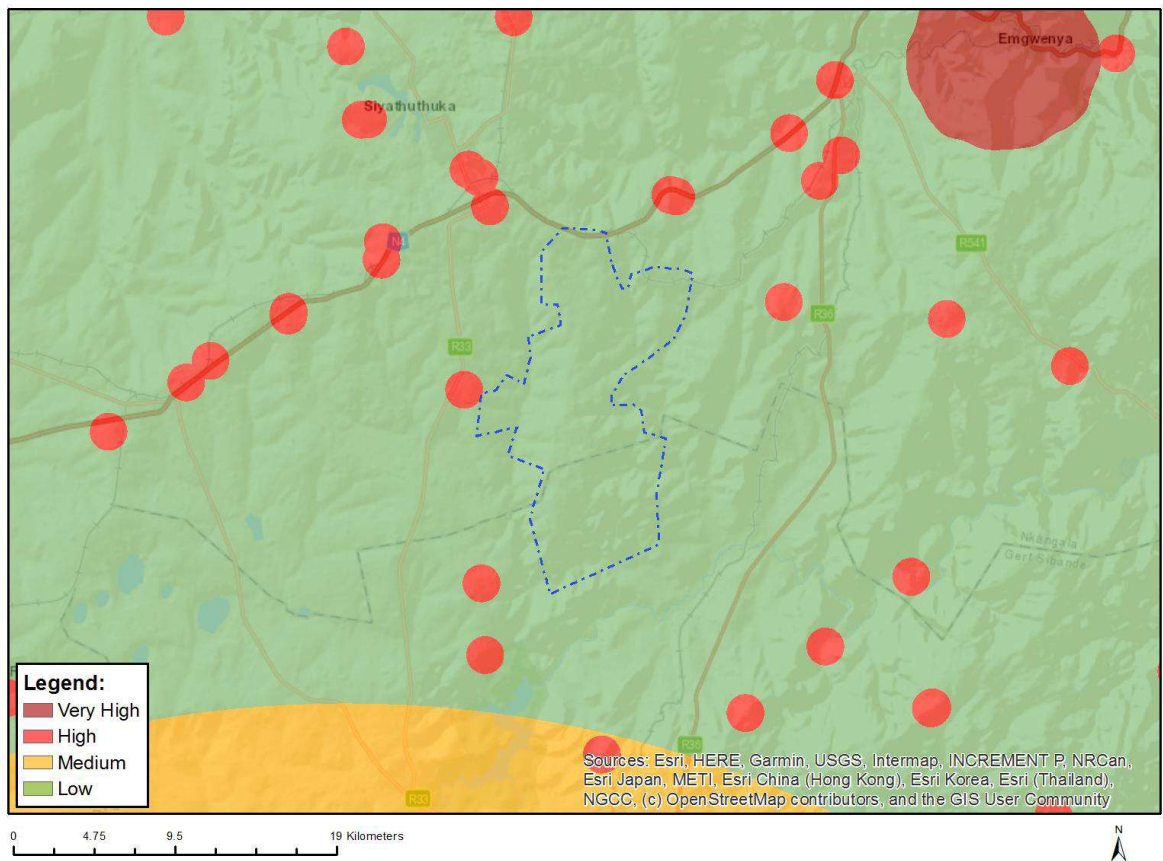 Emgwenya
Siyathuthuka
N4
R541
R36
R33
Nkangala
Gert Sibande
Legend:
Very High
High
Medium
Low
R36
R33
Sources: Esri, HERE, Garmin, USGS, Intermap, INCREMENT P, NRCan,
Esri Japan, METI, Esri China (Hong Kong), Esri Korea, Esri (Thailand),
NGCC, (c) OpenStreetMap contributors, and the GIS User Community
0 4.75 9.5 19 Kilometers
N